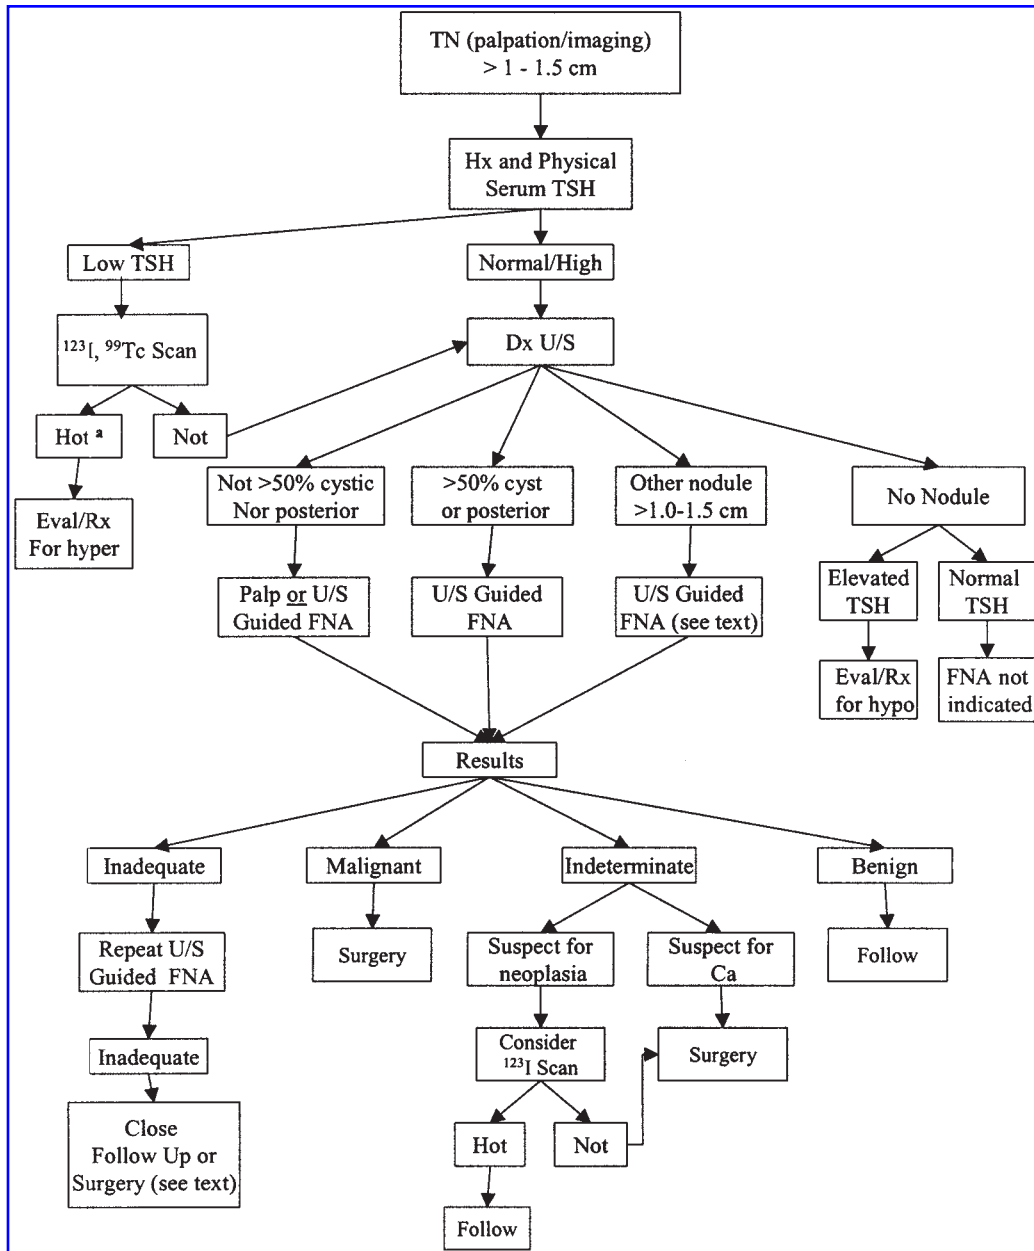 TN (palpation/imaging)
> 1 - 1.5 cm
Hx and Physical
Serum TSH
Low TSH
Normal/High
¹²³I, ⁹⁹Tc Scan
Dx U/S
Hot ª
Not
Eval/Rx
For hyper
Not >50% cystic
Nor posterior
>50% cyst
or posterior
Other nodule
>1.0-1.5 cm
No Nodule
Palp or U/S
Guided FNA
U/S Guided
FNA
U/S Guided
FNA (see text)
Elevated
TSH
Normal
TSH
Eval/Rx
for hypo
FNA not
indicated
Results
Inadequate
Malignant
Indeterminate
Benign
Repeat U/S
Guided FNA
Surgery
Suspect for
neoplasia
Suspect for
Ca
Follow
Inadequate
Consider
¹²³I Scan
Surgery
Close
Follow Up or
Surgery (see text)
Hot
Not
Follow